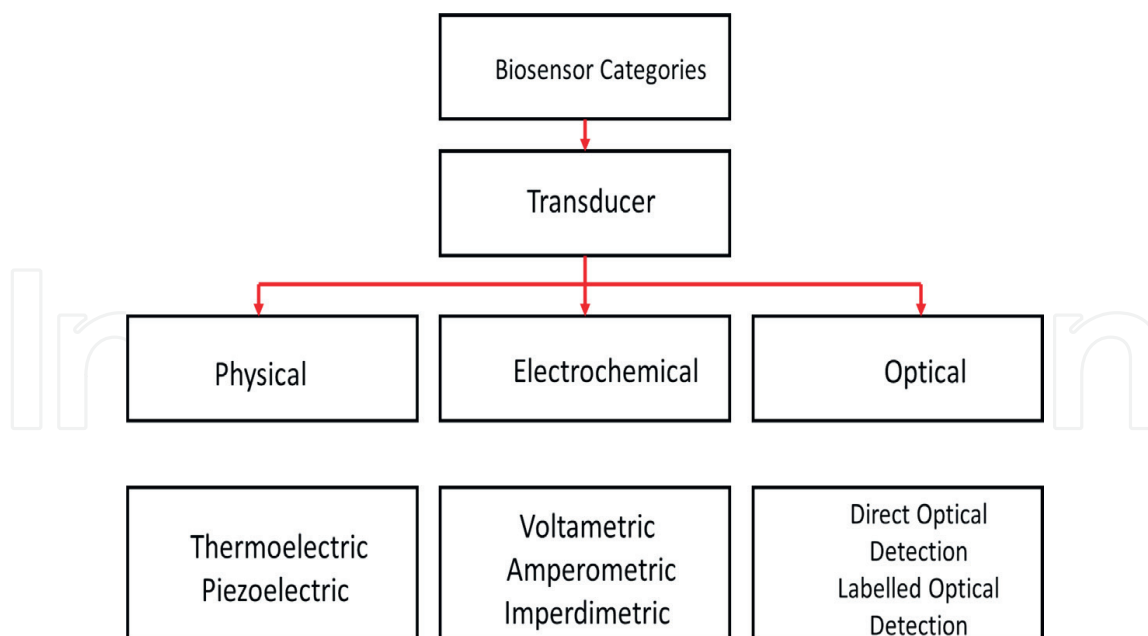 Biosensor Categories
Transducer
Physical
Electrochemical
Optical
Thermoelectric
Piezoelectric
Voltametric
Amperometric
Imperdimetric
Direct Optical
Detection
Labelled Optical
Detection